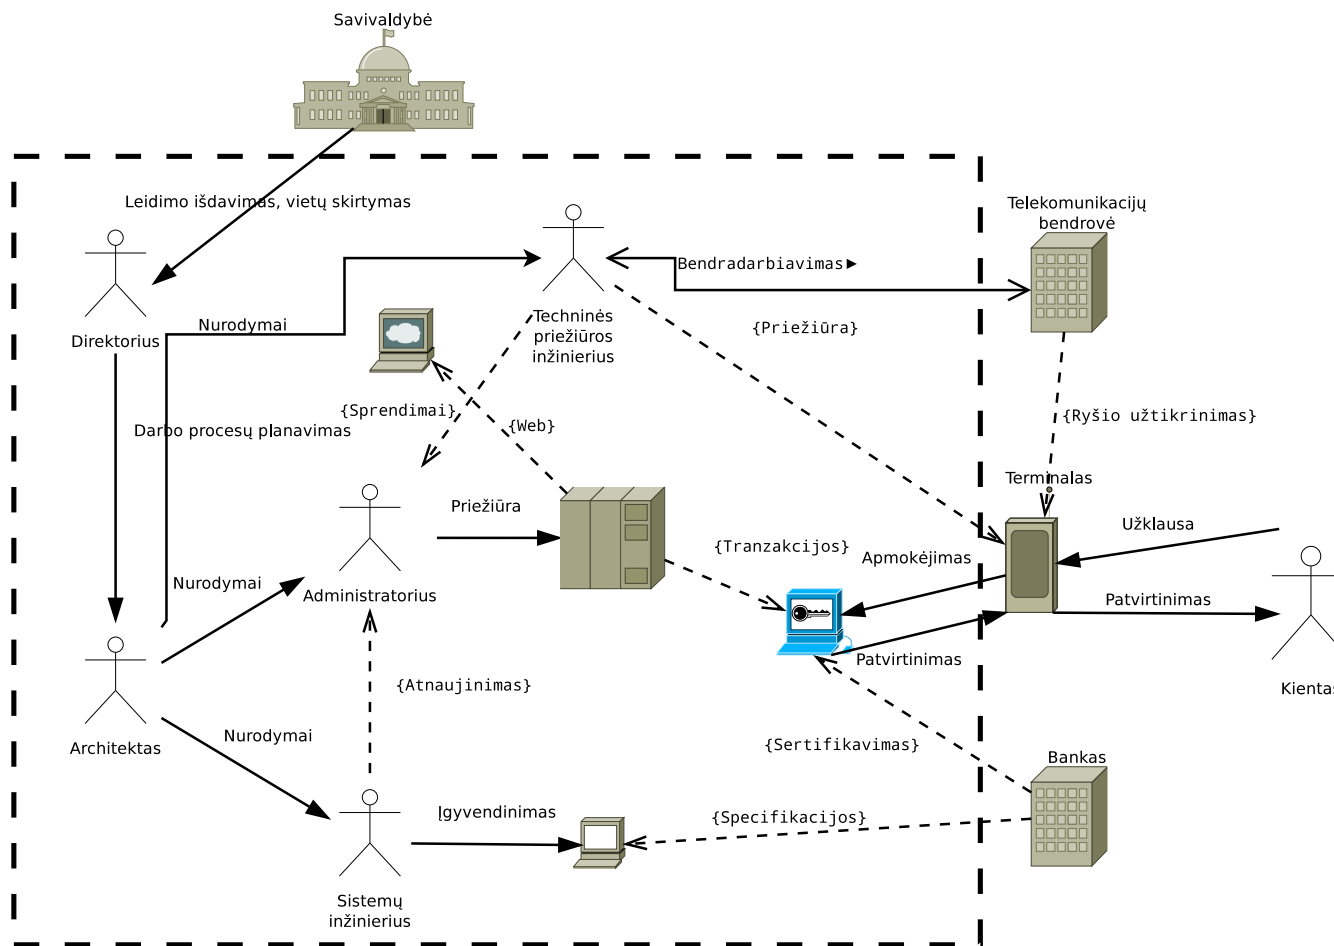 Savivaldybė
Leidimo išdavimas, vietų skirtymas
Telekomunikacijų
bendrovė
Bendradarbiavimas►
Direktorius
Nurodymai
Techninės
priežiūros
inžinierius
{Priežiūra}
{Sprendimai}
{Web}
{Ryšio užtikrinimas}
Darbo procesų planavimas
Terminalas
Priežiūra
Užklausa
{Tranzakcijos}
Apmokėjimas
Nurodymai
Administratorius
Patvirtinimas
Patvirtinimas
{Atnaujinimas}
Kientas
Architektas
Nurodymai
{Sertifikavimas}
Bankas
Įgyvendinimas
{Specifikacijos}
Sistemų
inžinierius